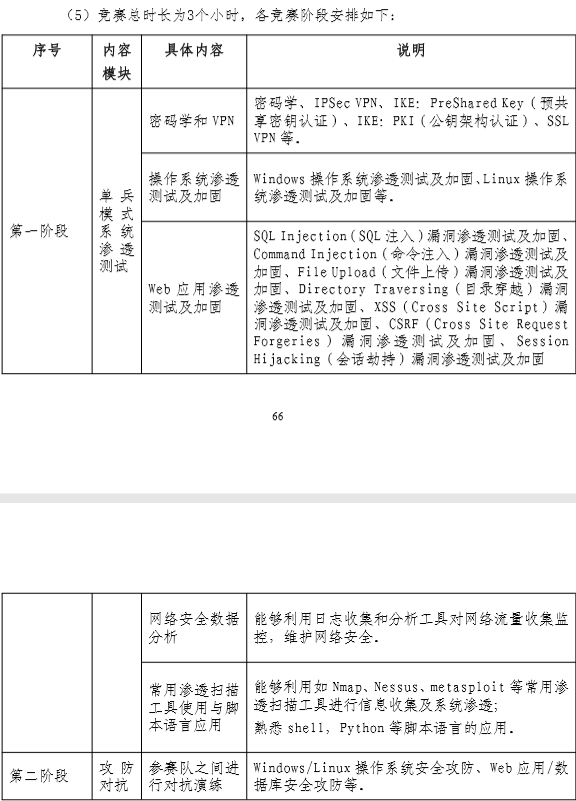 （5）竞赛总时长为3个小时，各竞赛阶段安排如下：
序号 内容模块 具体内容 说明
第一阶段
单兵
模式
系统
渗透
测试
密码学和 VPN
密码学、IPSec VPN、IKE: PreShared Key（预共
享密钥认证）、IKE: PKI（公钥架构认证）、SSL
VPN 等。
操作系统渗透
测试及加固
Windows 操作系统渗透测试及加固、Linux 操作系
统渗透测试及加固等。
Web 应用渗透
测试及加固
SQL Injection（SQL 注入）漏洞渗透测试及加固、
Command Injection（命令注入）漏洞渗透测试及
加固、File Upload（文件上传）漏洞渗透测试及
加固、Directory Traversing（目录穿越）漏洞
渗透测试及加固、XSS（Cross Site Script）漏
洞渗透测试及加固、CSRF（Cross Site Request
Forgeries）漏洞渗透测试及加固、Session
Hijacking（会话劫持）漏洞渗透测试及加固
66
网络安全数据
分析
能够利用日志收集和分析工具对网络流量收集监
控，维护网络安全。
常用渗透扫描
工具使用与脚
本语言应用
能够利用如 Nmap、Nessus、metasploit 等常用渗
透扫描工具进行信息收集及系统渗透；
熟悉 shell，Python 等脚本语言的应用。
第二阶段
攻防
对抗
参赛队之间进
行对抗演练
Windows/Linux 操作系统安全攻防、Web 应用/数
据库安全攻防等。